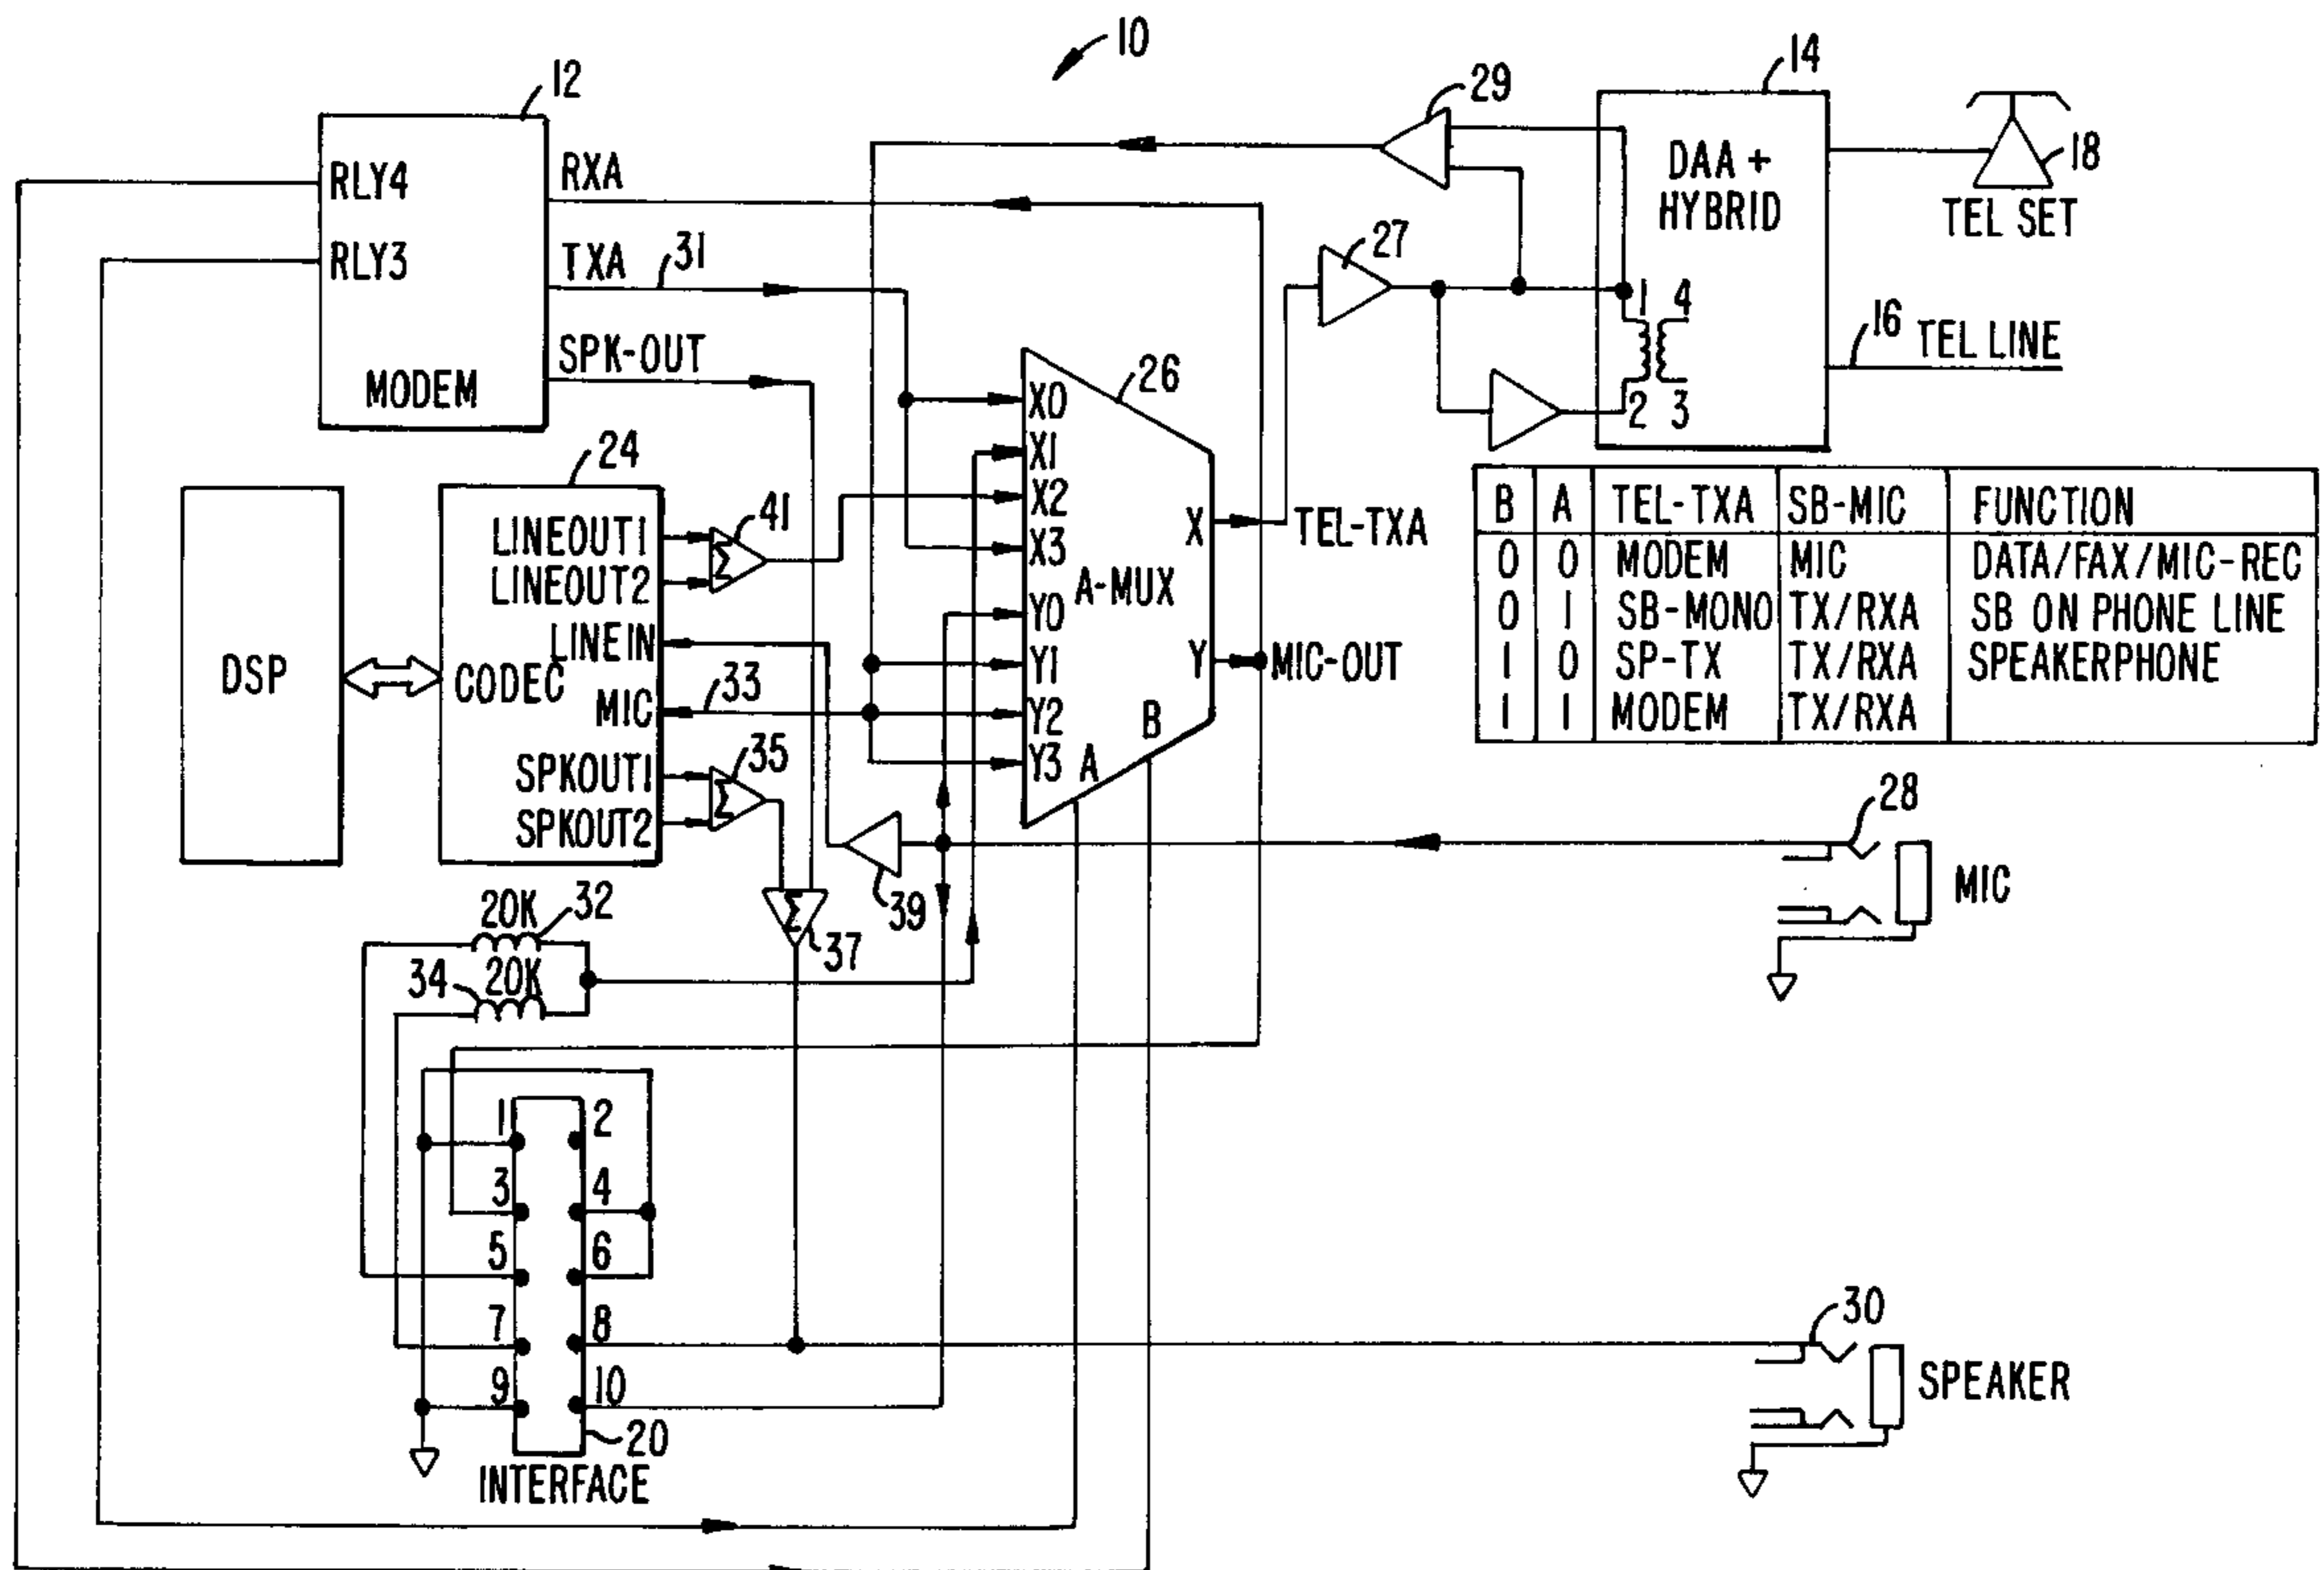 10
12
RLY4
RLY3
MODEM
RXA
TXA
31
SPK-OUT
29
14
DAA +
HYBRID
18
TEL SET
27
1 4
2 3
16
TEL LINE
24
DSP
CODEC
LINEOUT1
LINEOUT2
LINEIN
MIC
SPKOUT1
SPKOUT2
41
Σ
33
35
Σ
26
X0
X1
X2
X3
Y0
Y1
Y2
Y3
A-MUX
X
Y
A
B
TEL-TXA
MIC-OUT
B A TEL-TXA SB-MIC FUNCTION
0 0 MODEM MIC DATA/FAX/MIC-REC
0 1 SB-MONO TX/RXA SB ON PHONE LINE
1 0 SP-TX TX/RXA SPEAKERPHONE
1 1 MODEM TX/RXA
28
MIC
39
Σ
37
20K
32
34
20K
1 2
3 4
5 6
7 8
9 10
20
INTERFACE
30
SPEAKER